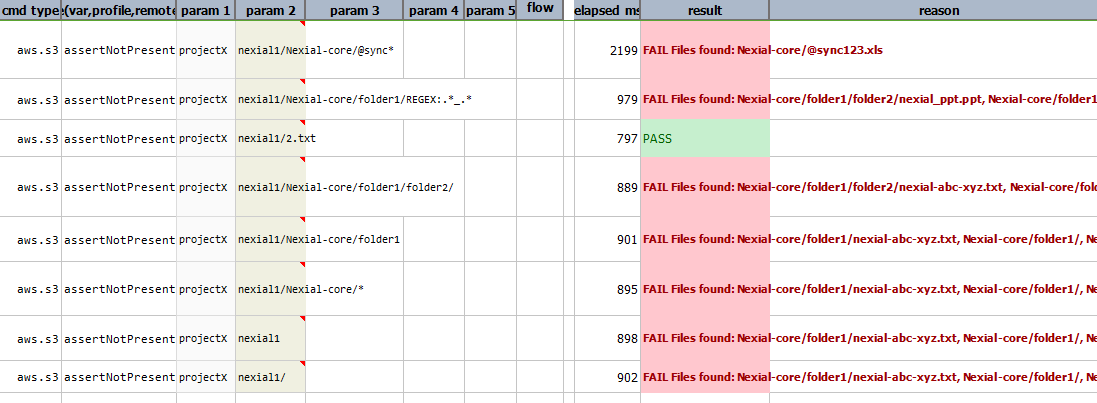 cmd type (var,profile,remote param 1 param 2 param 3 param 4 param 5 flow elapsed ms result reason
aws.s3 assertNotPresent projectX nexial1/Nexial-core/@sync* 2199 FAIL Files found: Nexial-core/@sync123.xls
aws.s3 assertNotPresent projectX nexial1/Nexial-core/folder1/REGEX:.*_.* 979 FAIL Files found: Nexial-core/folder1/folder2/nexial_ppt.ppt, Nexial-core/folder1
aws.s3 assertNotPresent projectX nexial1/2.txt 797 PASS
aws.s3 assertNotPresent projectX nexial1/Nexial-core/folder1/folder2/ 889 FAIL Files found: Nexial-core/folder1/folder2/nexial-abc-xyz.txt, Nexial-core/fol
aws.s3 assertNotPresent projectX nexial1/Nexial-core/folder1 901 FAIL Files found: Nexial-core/folder1/nexial-abc-xyz.txt, Nexial-core/folder1/, Ne
aws.s3 assertNotPresent projectX nexial1/Nexial-core/* 895 FAIL Files found: Nexial-core/folder1/nexial-abc-xyz.txt, Nexial-core/folder1/, Ne
aws.s3 assertNotPresent projectX nexial1 898 FAIL Files found: Nexial-core/folder1/nexial-abc-xyz.txt, Nexial-core/folder1/, Ne
aws.s3 assertNotPresent projectX nexial1/ 902 FAIL Files found: Nexial-core/folder1/nexial-abc-xyz.txt, Nexial-core/folder1/, Ne